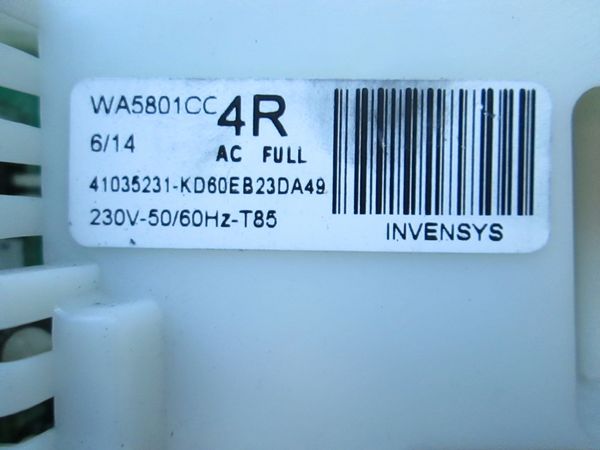 WA5801CC 4R
6/14 AC FULL
41035231-KD60EB23DA49
230V-50/60Hz-T85
INVENSYS